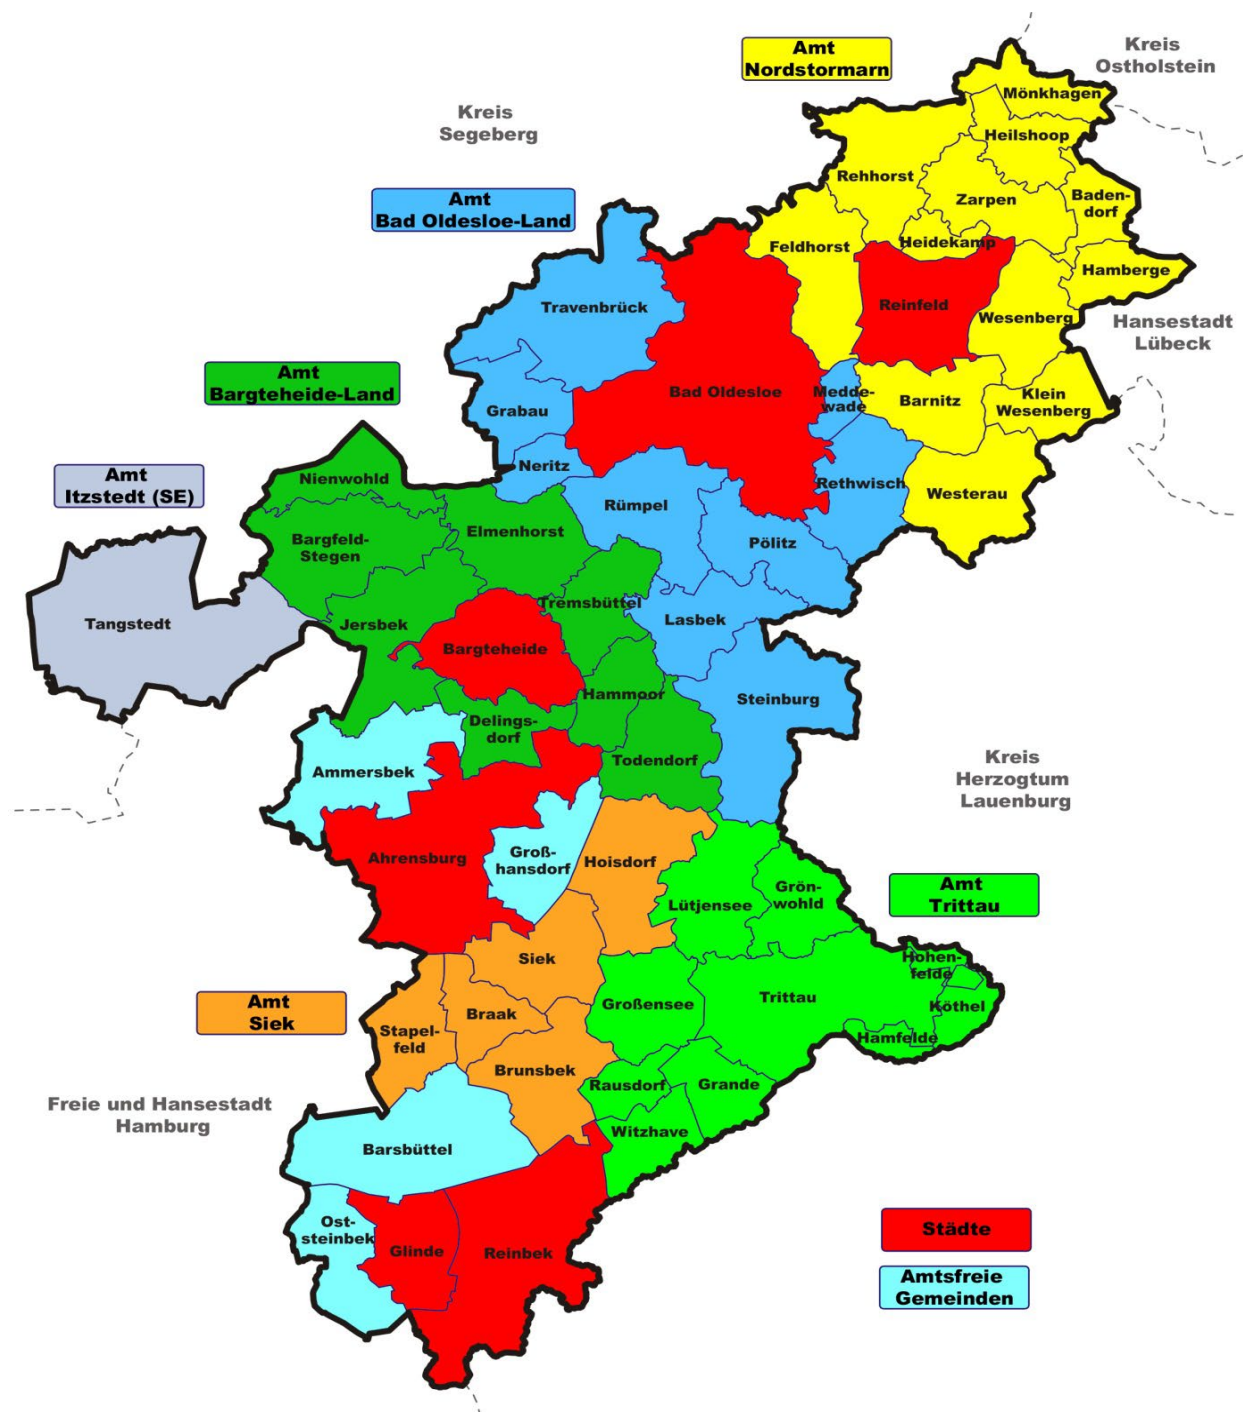 Amt
Nordstormarn
Kreis
Ostholstein
Mönkhagen
Kreis
Segeberg
Heilshoop
Rehhorst
Zarpen
Baden-
dorf
Amt
Bad Oldesloe-Land
Feldhorst
Heidekamp
Hamberge
Travenbrück
Reinfeld
Wesenberg
Hansestadt
Lübeck
Amt
Bargteheide-Land
Grabau
Bad Oldesloe
Medde-
wade
Barnitz
Klein
Wesenberg
Nienwohld
Neritz
Amt
Itzstedt (SE)
Rümpel
Rethwisch
Westerau
Bargfeld-
Stegen
Elmenhorst
Pölitz
Tangstedt
Jersbek
Tremsbüttel
Lasbek
Bargteheide
Hammoor
Steinburg
Delings-
dorf
Ammersbek
Todendorf
Kreis
Herzogtum
Lauenburg
Ahrensburg
Groß-
hansdorf
Hoisdorf
Lütjensee
Grön-
wohld
Amt
Trittau
Siek
Hohen-
felde
Amt
Siek
Stapel-
feld
Braak
Großensee
Trittau
Köthel
Hamfelde
Brunsbek
Rausdorf
Grande
Freie und Hansestadt
Hamburg
Witzhave
Barsbüttel
Ost-
steinbek
Glinde
Reinbek
Städte
Amtsfreie
Gemeinden